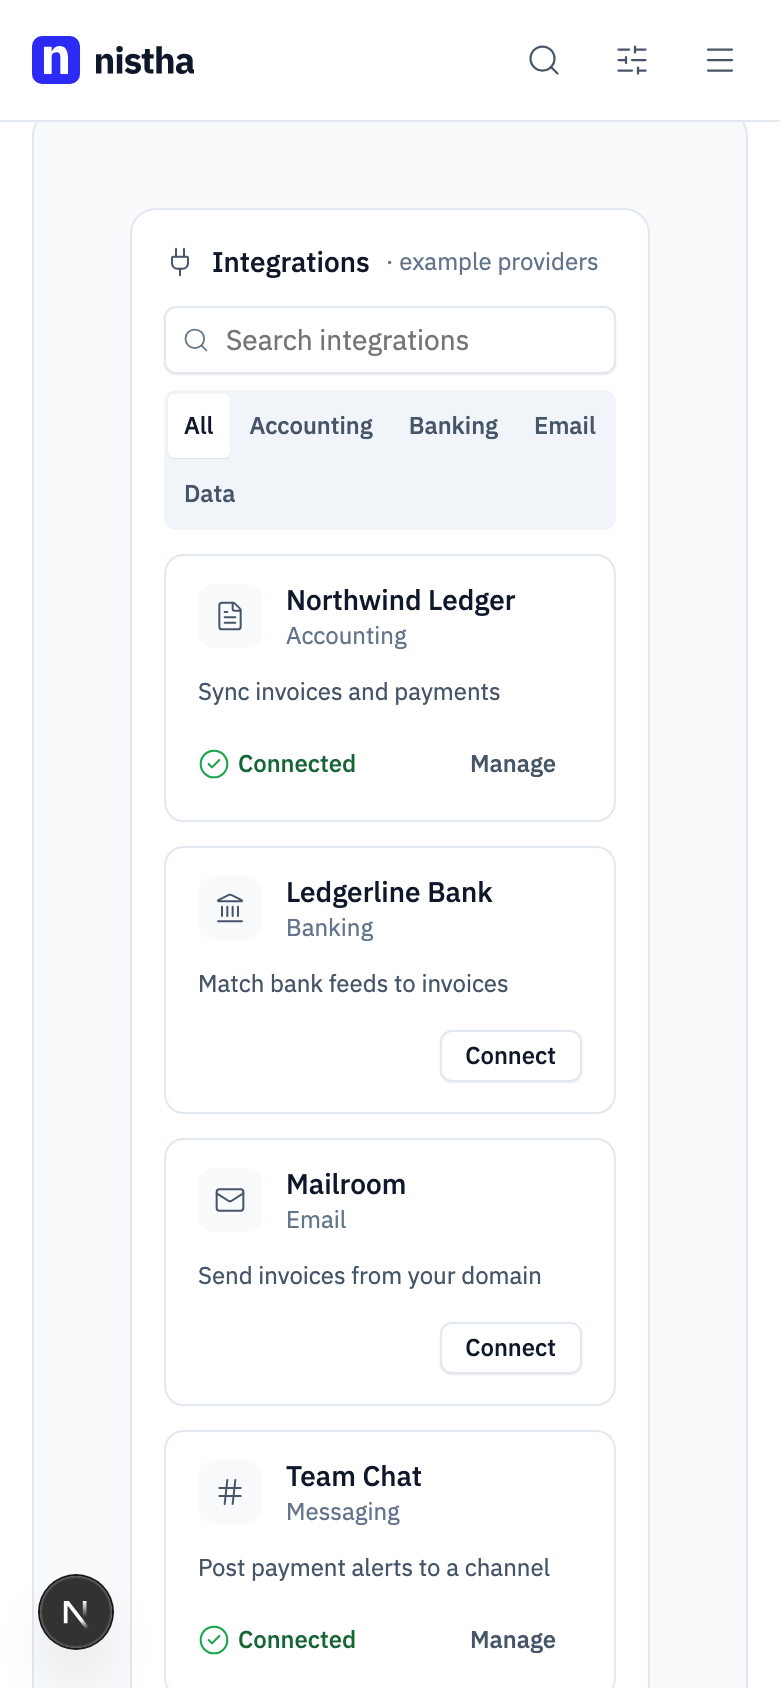 n nistha
Integrations · example providers
Search integrations
All Accounting Banking Email
Data
Northwind Ledger
Accounting
Sync invoices and payments
Connected Manage
Ledgerline Bank
Banking
Match bank feeds to invoices
Connect
Mailroom
Email
Send invoices from your domain
Connect
# Team Chat
Messaging
Post payment alerts to a channel
N
Connected Manage